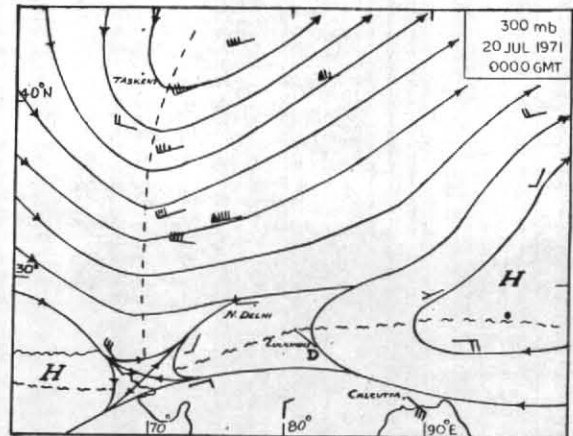 300 mb
20 JUL 1971
0000 GMT
TASKENT
40°N
30°
H
N. DELHI
D
H
CALCUTTA
70°
80°
90°E